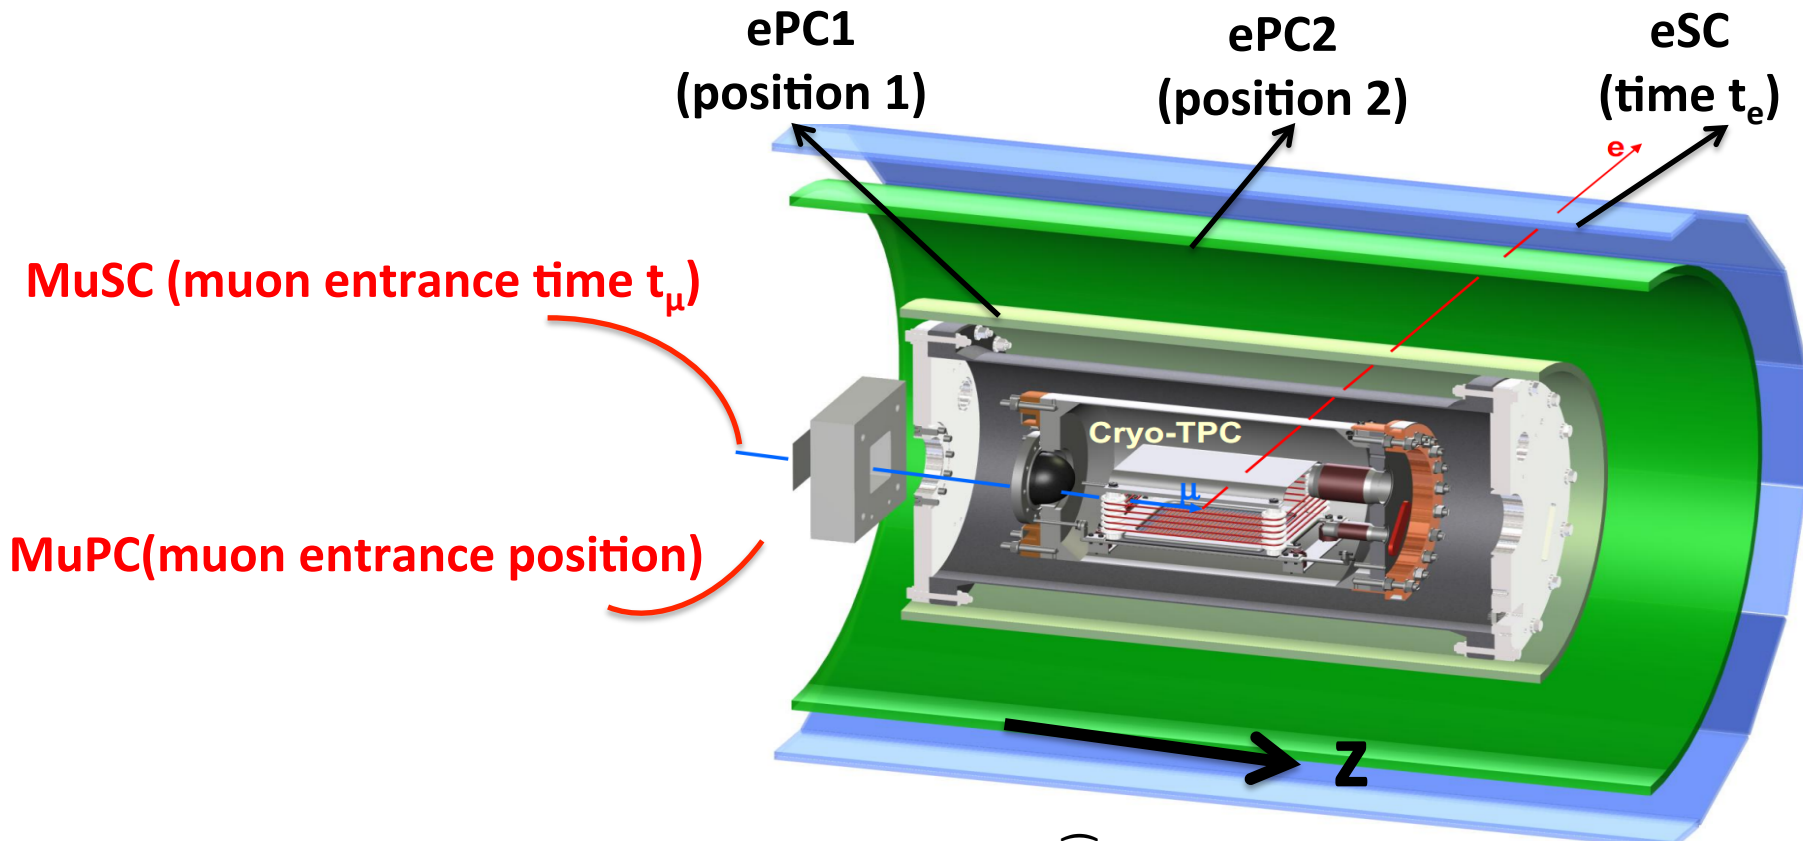 ePC1
(position 1)
ePC2
(position 2)
eSC
(time te)
e
MuSC (muon entrance time tμ)
Cryo-TPC
μ
MuPC(muon entrance position)
Z